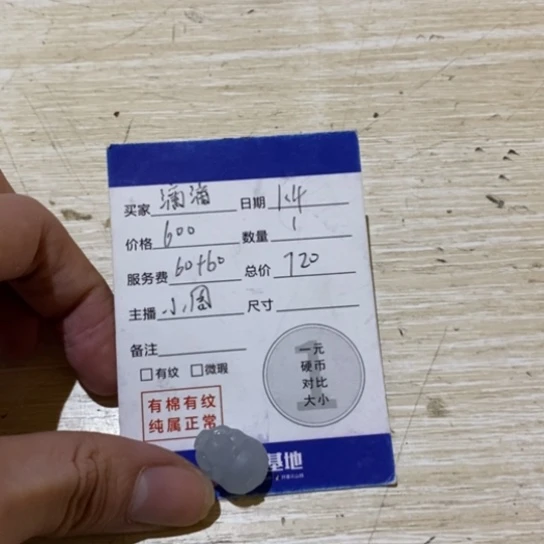 买家 滴滴 日期 1.4
价格 600 数量 1
服务费 60+60 总价 720
主播 小周 尺寸
备注
有纹 微瑕
有棉有纹
纯属正常
一元
硬币
对比
大小
基地